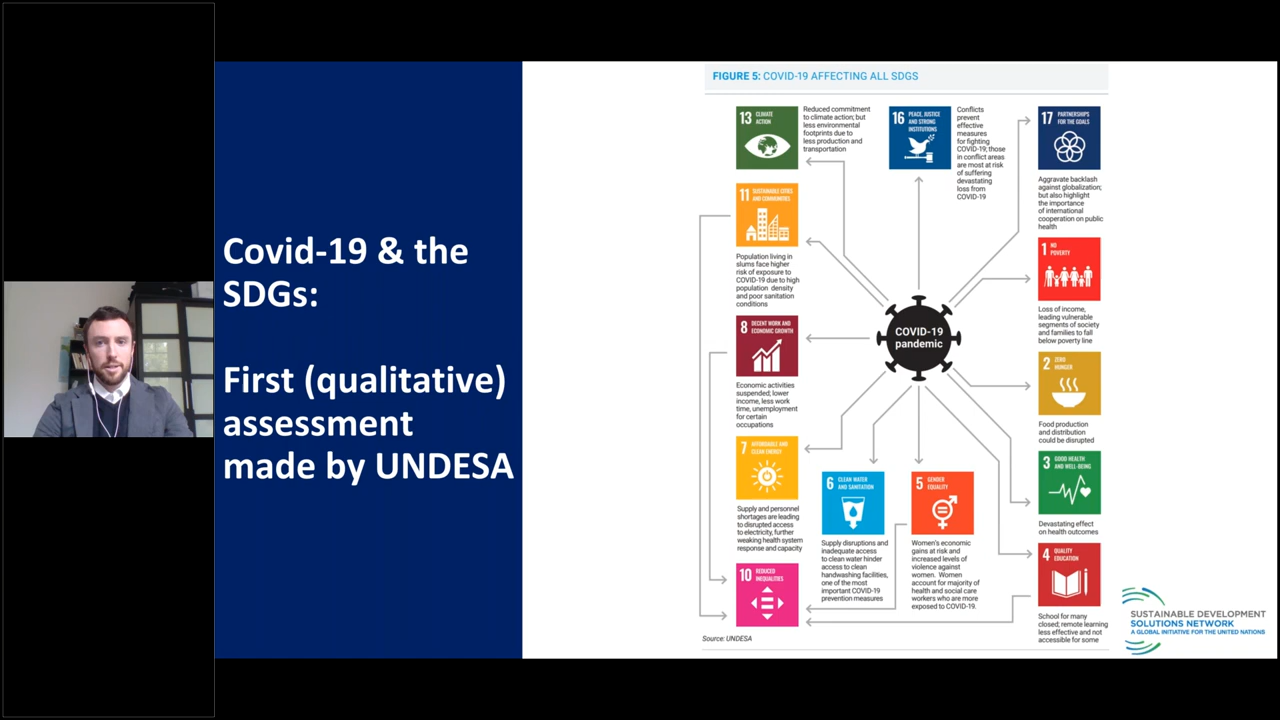 Covid-19 & the
SDGs:
First (qualitative)
assessment
made by UNDESA
FIGURE 5: COVID-19 AFFECTING ALL SDGS
13 CLIMATE
ACTION
Reduced commitment
to climate action; but
less environmental
footprints due to
less production and
transportation
16 PEACE, JUSTICE
AND STRONG
INSTITUTIONS
Conflicts
prevent
effective
measures
for fighting
COVID-19; those
in conflict areas
are most at risk
of suffering
devastating
loss from
COVID-19
17 PARTNERSHIPS
FOR THE GOALS
Aggravate backlash
against globalization;
but also highlight
the importance
of international
cooperation on public
health
11 SUSTAINABLE CITIES
AND COMMUNITIES
Population living in
slums face higher
risk of exposure to
COVID-19 due to high
population density
and poor sanitation
conditions
1 NO
POVERTY
Loss of income,
leading vulnerable
segments of society
and families to fall
below poverty line
COVID-19
pandemic
8 DECENT WORK AND
ECONOMIC GROWTH
Economic activities
suspended; lower
income, less work
time, unemployment
for certain
occupations
2 ZERO
HUNGER
Food production
and distribution
could be disrupted
7 AFFORDABLE AND
CLEAN ENERGY
Supply and personnel
shortages are leading
to disrupted access
to electricity, further
weaking health system
response and capacity
6 CLEAN WATER
AND SANITATION
Supply disruptions and
inadequate access
to clean water hinder
access to clean
handwashing facilities,
one of the most
important COVID-19
prevention measures
5 GENDER
EQUALITY
Women's economic
gains at risk and
increased levels of
violence against
women. Women
account for majority of
health and social care
workers who are more
exposed to COVID-19.
3 GOOD HEALTH
AND WELL-BEING
Devastating effect
on health outcomes
4 QUALITY
EDUCATION
School for many
closed; remote learning
less effective and not
accessible for some
10 REDUCED
INEQUALITIES
Source: UNDESA
SUSTAINABLE DEVELOPMENT
SOLUTIONS NETWORK
A GLOBAL INITIATIVE FOR THE UNITED NATIONS